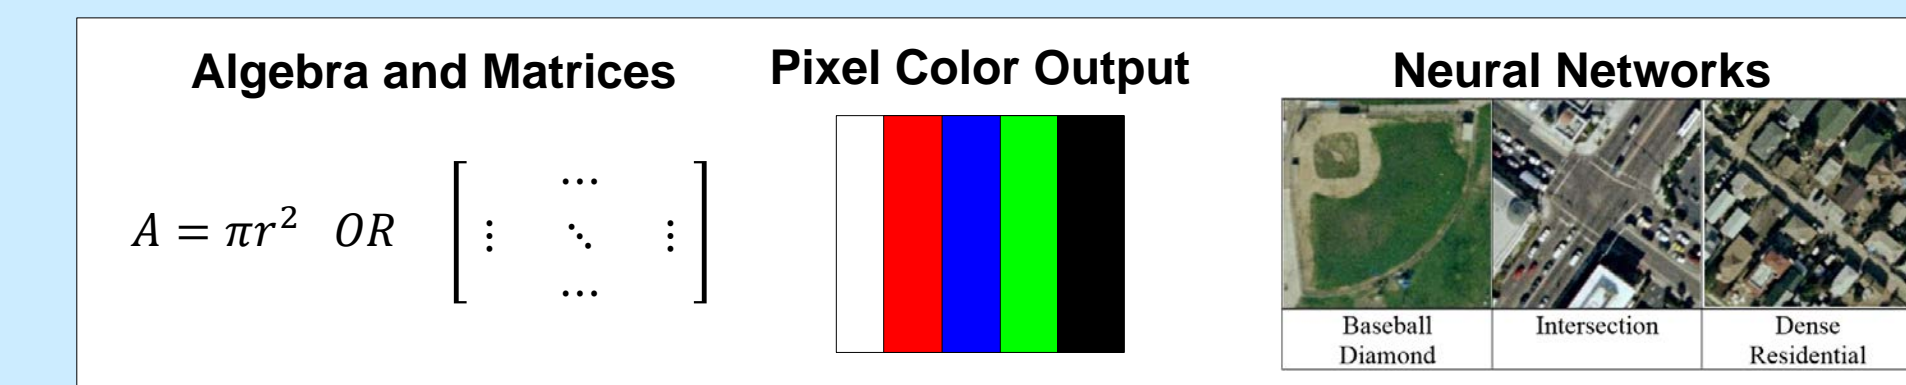 Algebra and Matrices
A = πr² OR [ ⋯ ⋮ ⋱ ⋮ ⋯ ]
Pixel Color Output
Neural Networks
Baseball
Diamond
Intersection
Dense
Residential